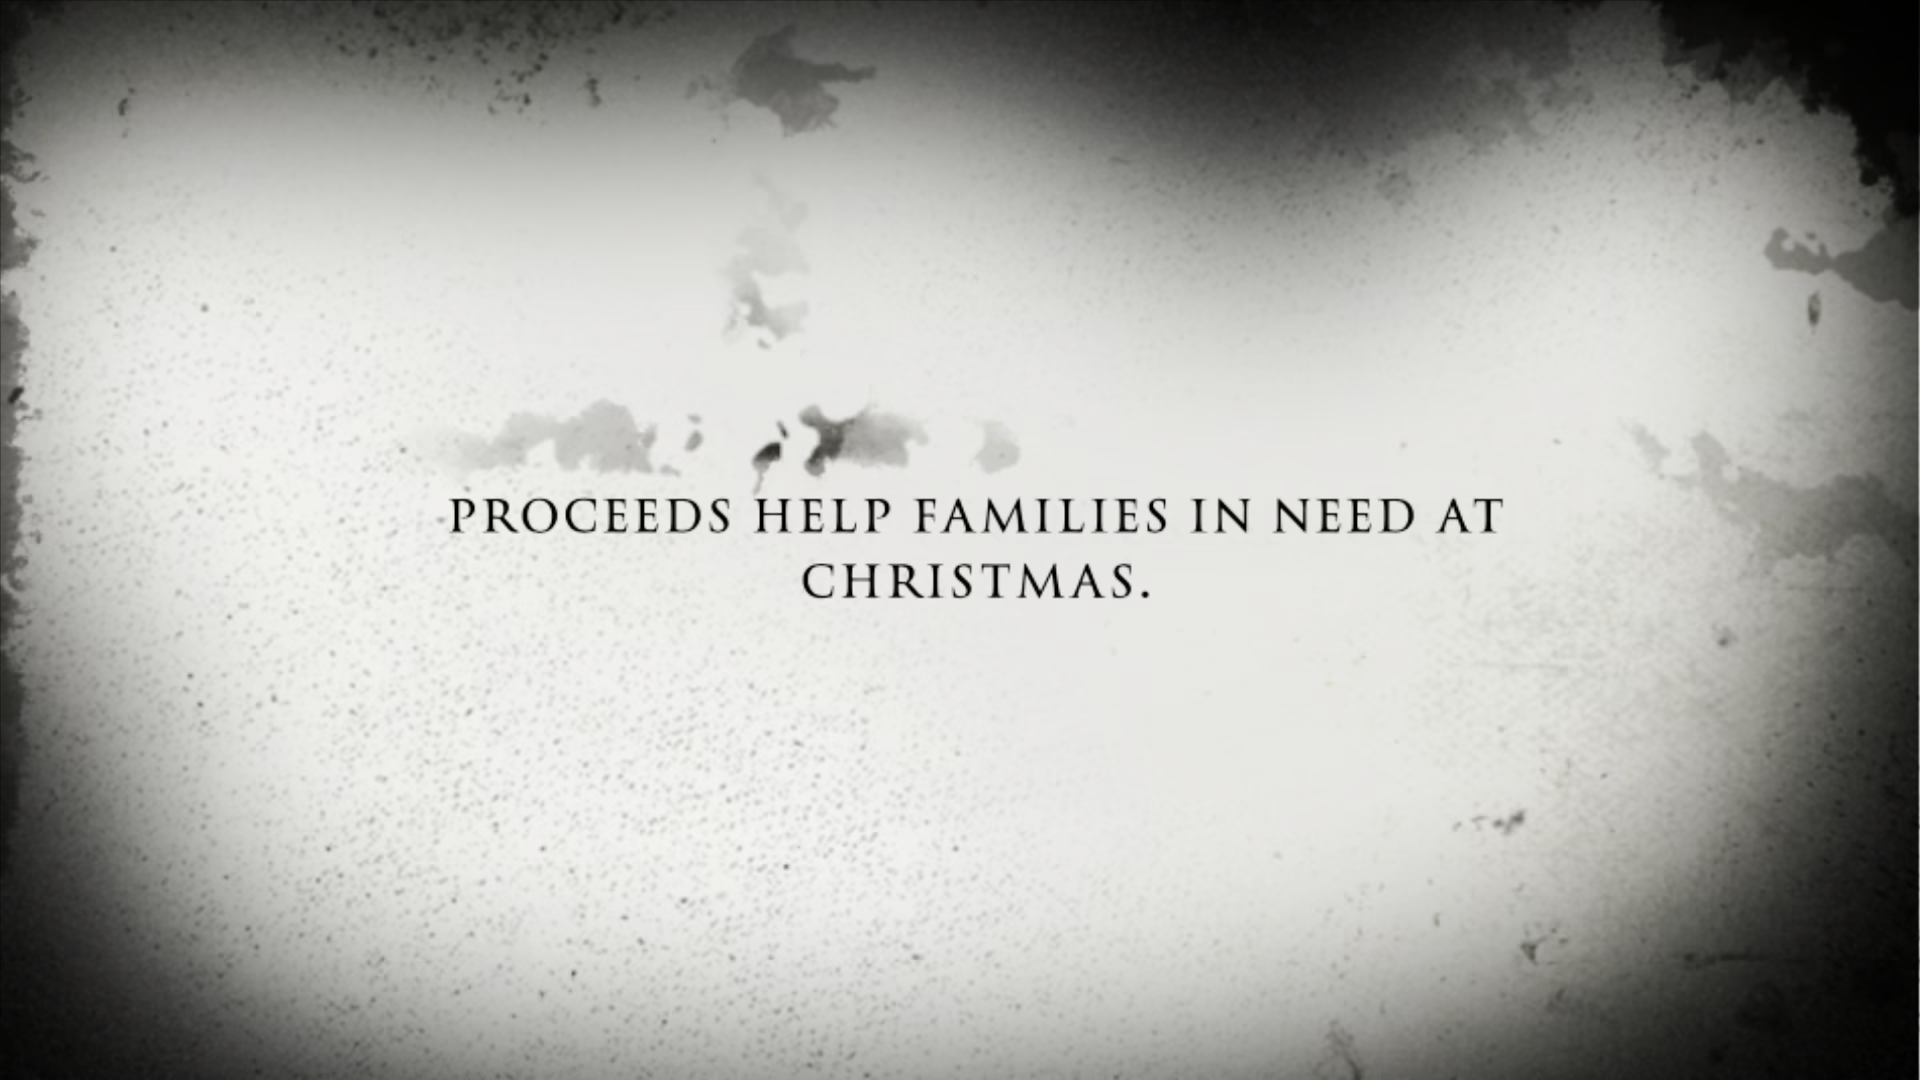 PROCEEDS HELP FAMILIES IN NEED AT
CHRISTMAS.